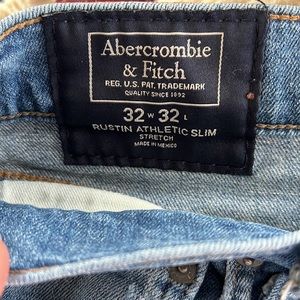 Abercrombie
& Fitch
REG. U.S. PAT. TRADEMARK
QUALITY SINCE 1892
32 W 32 L
RUSTIN ATHLETIC SLIM
STRETCH
MADE IN MEXICO